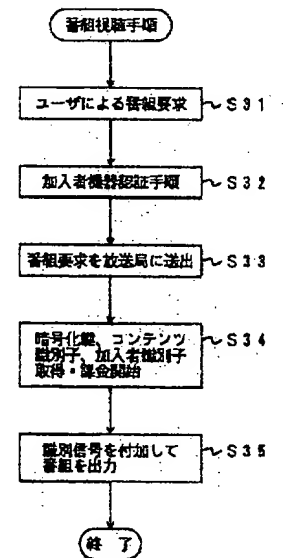 番組視聴手順
ユーザによる番組要求
S31
加入者機器認証手順
S32
番組要求を放送局に送出
S33
暗号化鍵、コンテンツ
識別子、加入者識別子
取得・課金開始
S34
識別信号を付加して
番組を出力
S35
終了